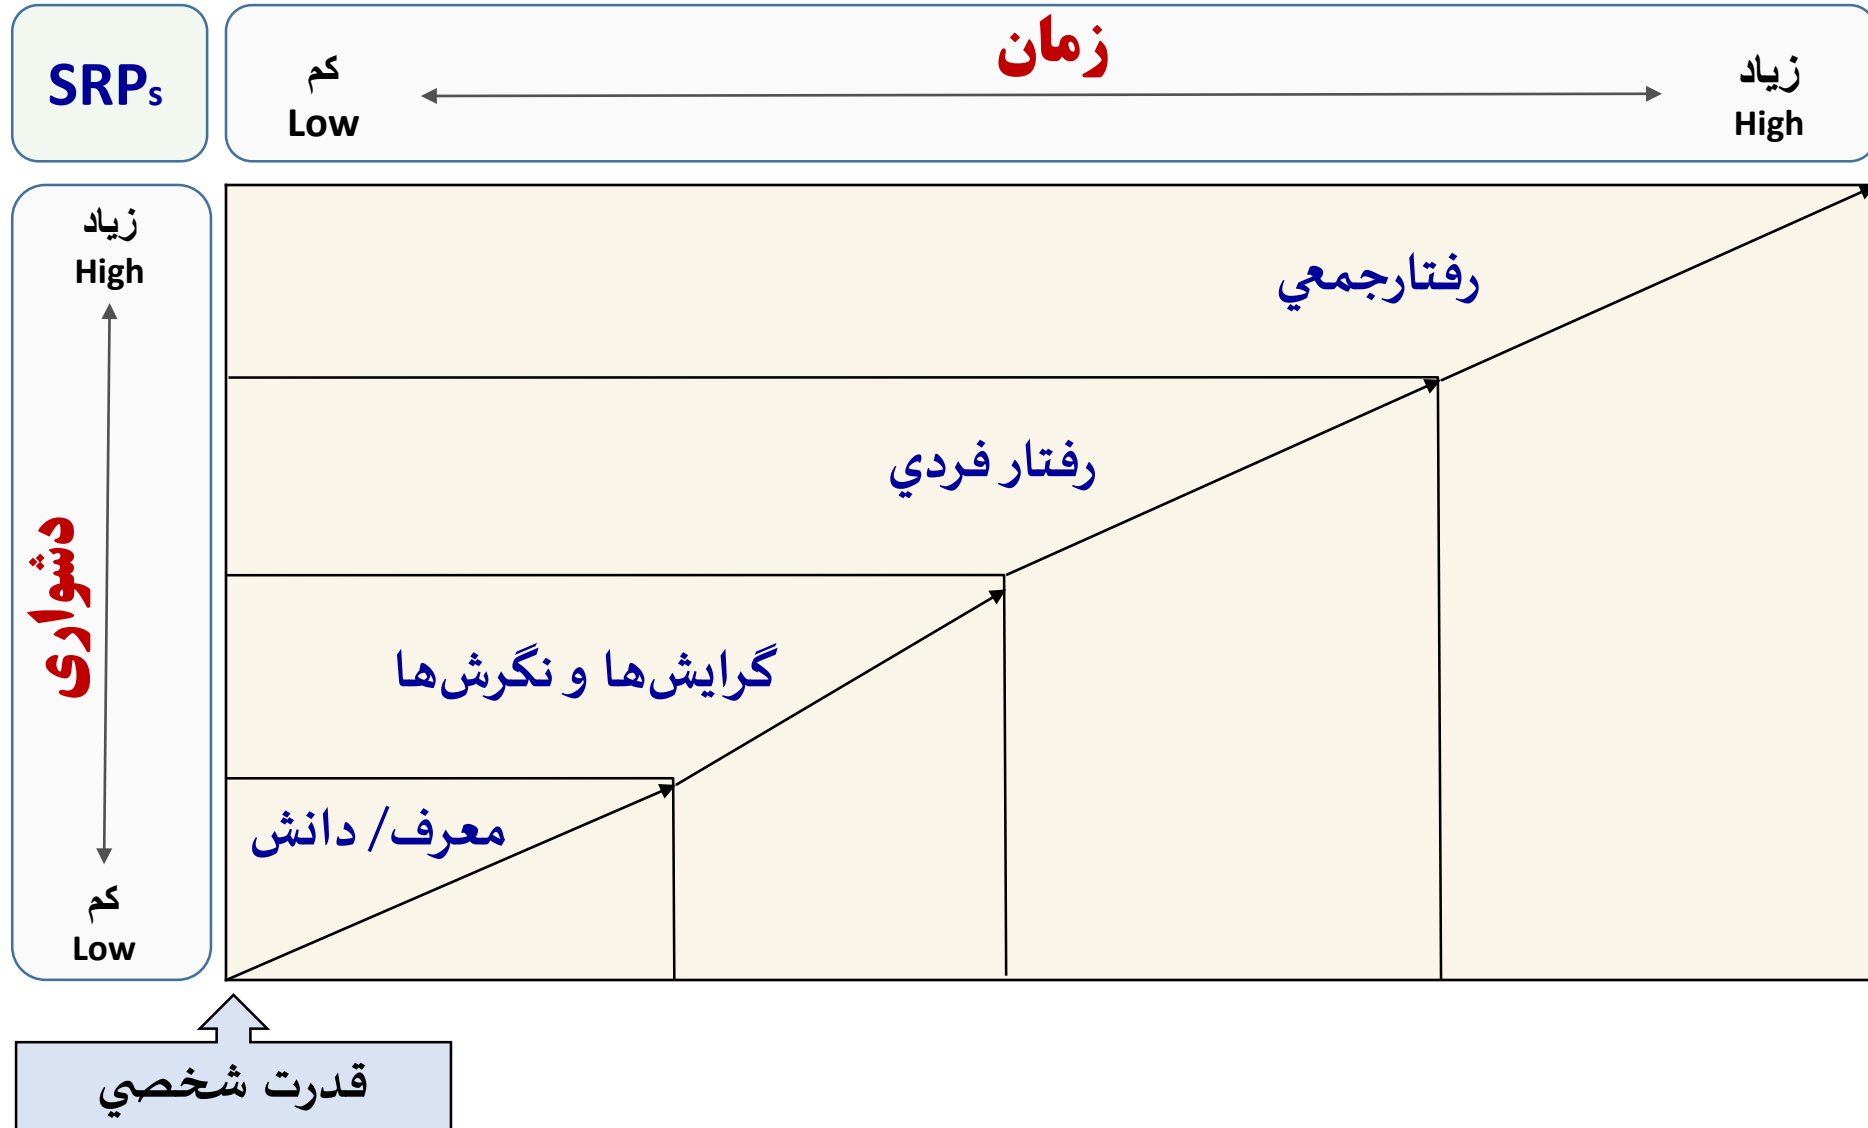 SRPs
زمان
کم
Low
زیاد
High
زیاد
High
دشواری
کم
Low
رفتارجمعي
رفتار فردي
گرایش‌ها و نگرش‌ها
معرف/ دانش
قدرت شخصي